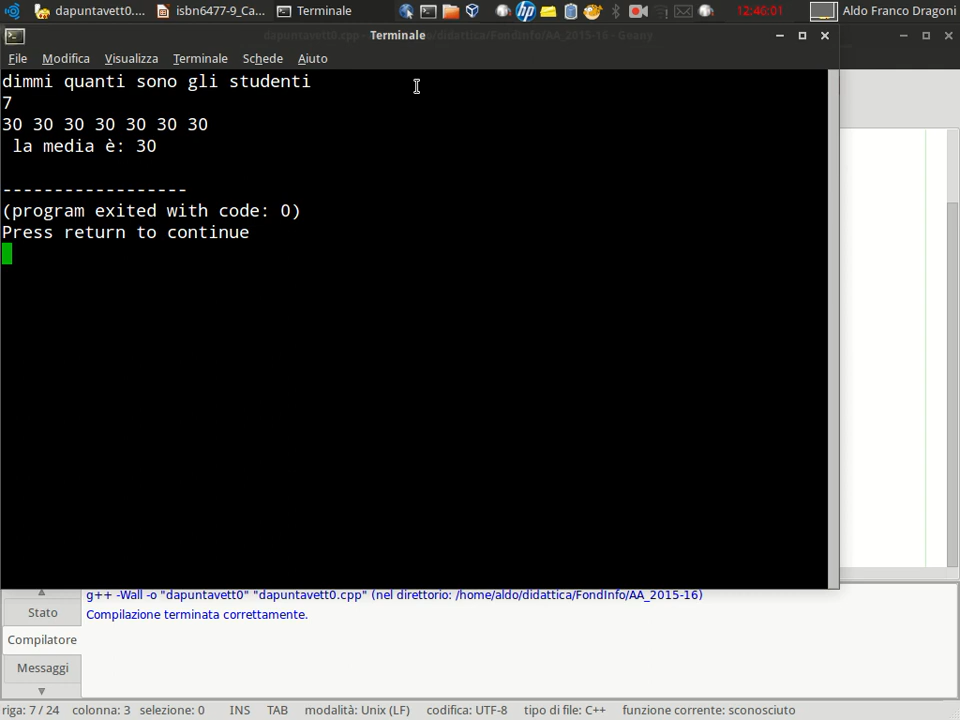 dapuntavett0.... isbn6477-9_Ca... Terminale 12:46:01 Aldo Franco Dragoni
Terminale
File Modifica Visualizza Terminale Schede Aiuto
dimmi quanti sono gli studenti
7
30 30 30 30 30 30 30
la media è: 30
------------------
(program exited with code: 0)
Press return to continue
g++ -Wall -o "dapuntavett0" "dapuntavett0.cpp" (nel direttorio: /home/aldo/didattica/FondInfo/AA_2015-16)
Stato
Compilazione terminata correttamente.
Compilatore
Messaggi
riga: 7 / 24 colonna: 3 selezione: 0 INS TAB modalità: Unix (LF) codifica: UTF-8 tipo di file: C++ funzione corrente: sconosciuto